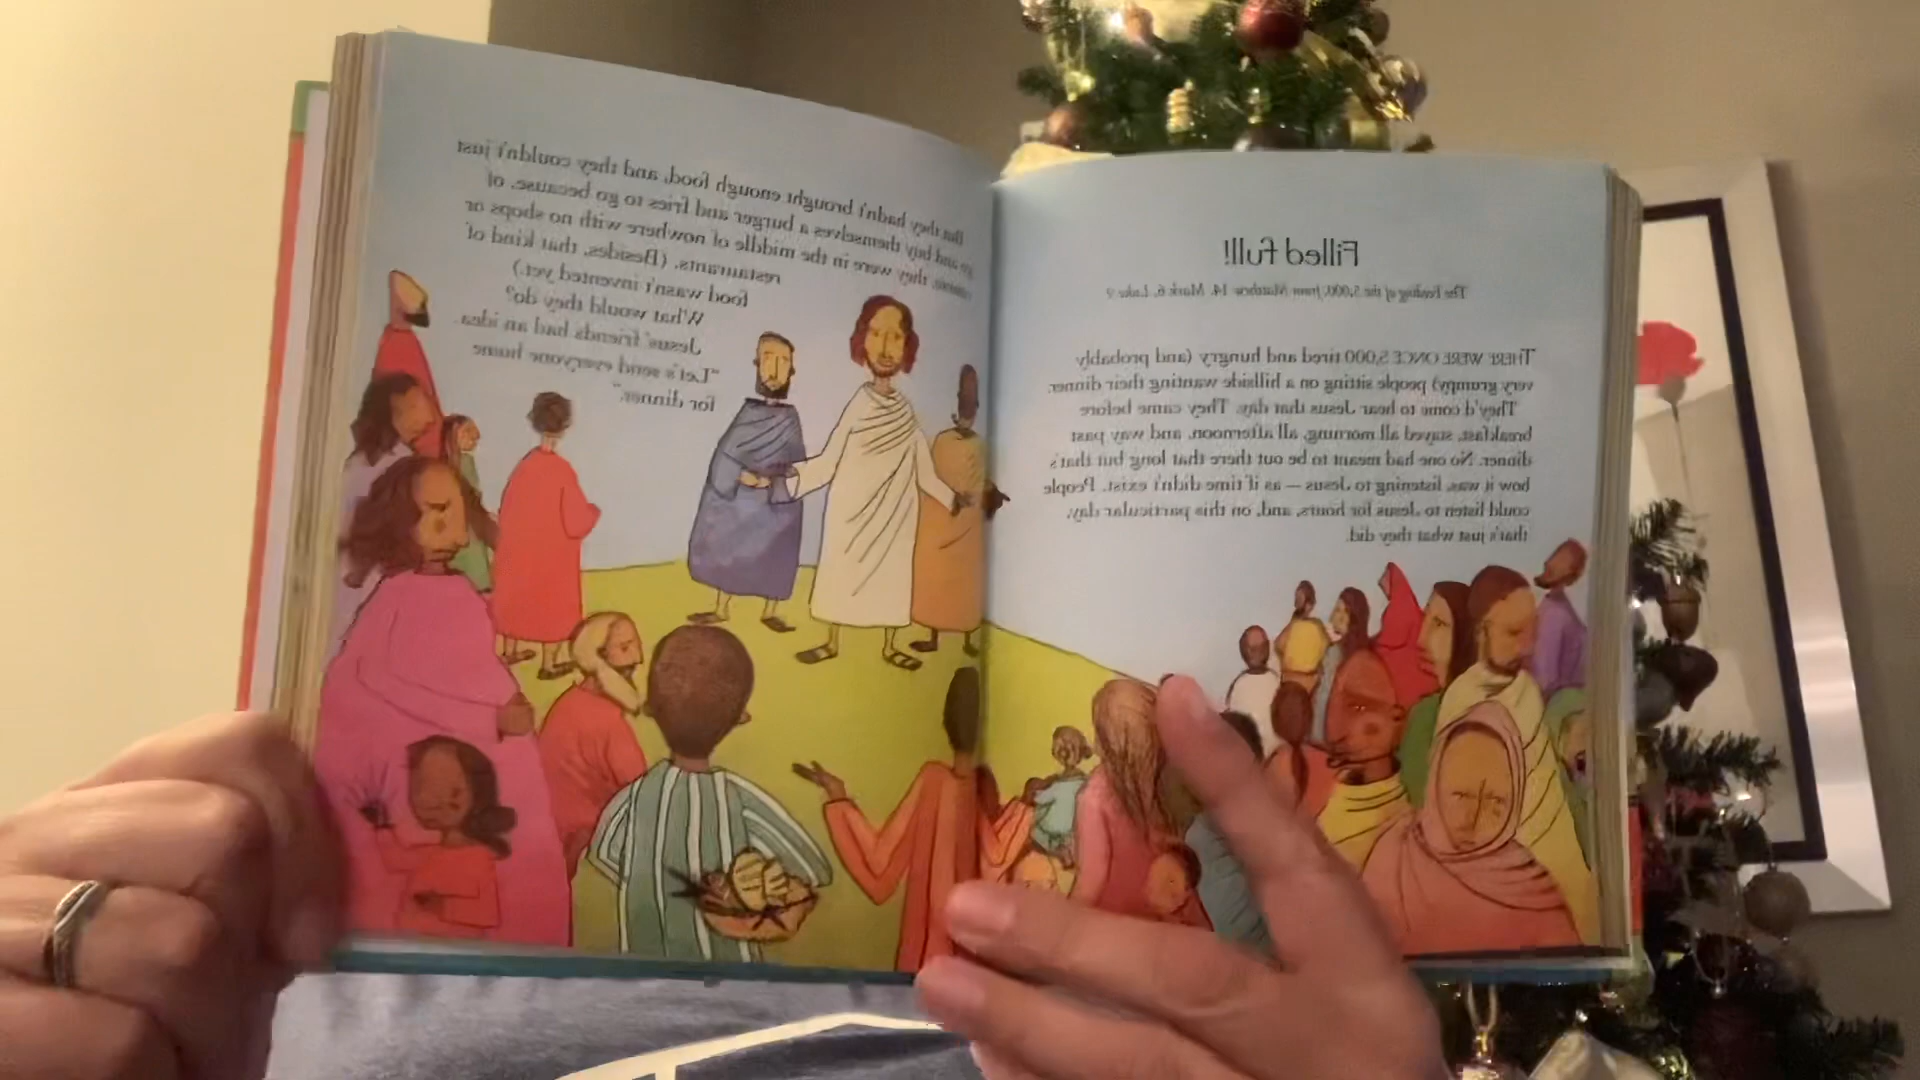 Filled full!
The Feeding of the 5,000, from Matthew 14, Mark 6, Luke 9
THERE WERE ONCE 5,000 tired and hungry (and probably
very grumpy) people sitting on a hillside wanting their dinner.
They'd come to hear Jesus that day. They came before
breakfast, stayed all morning, all afternoon, and way past
dinner. No one had meant to be out there that long but that's
how it was, listening to Jesus — as if time didn't exist. People
could listen to Jesus for hours, and, on this particular day,
that's just what they did.
But they hadn't brought enough food, and they couldn't just
go and buy themselves a burger and fries to go because, of
course, they were in the middle of nowhere with no shops or
restaurants. (Besides, that kind of
food wasn't invented yet.)
What would they do?
Jesus' friends had an idea.
"Let's send everyone home
for dinner."